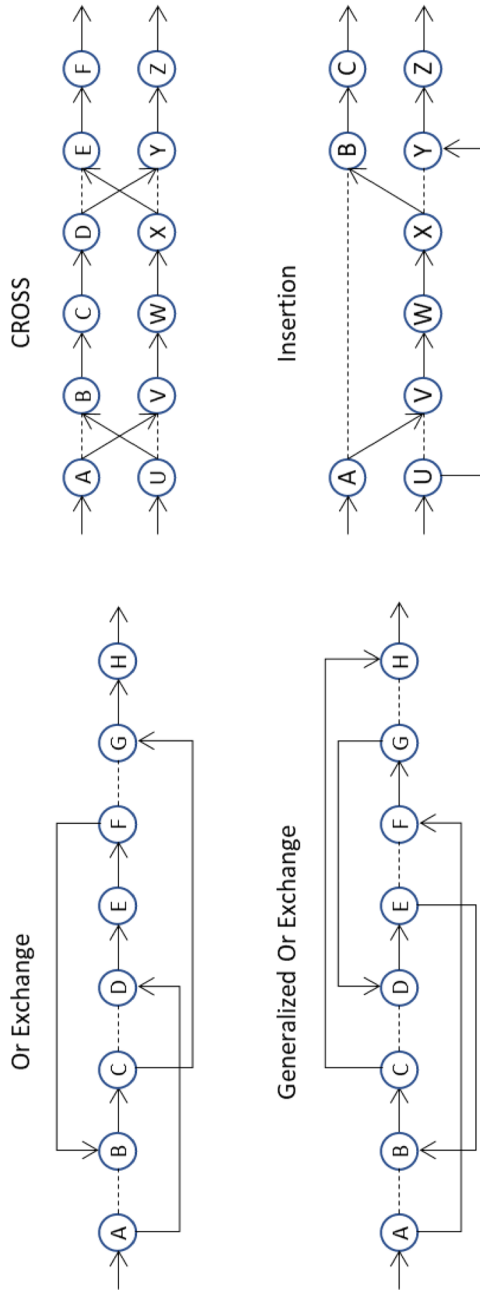 Or Exchange
A B C D E F G H
CROSS
A B C D E F
U V W X Y Z
Generalized Or Exchange
A B C D E F G H
Insertion
A B C
U V W X Y Z